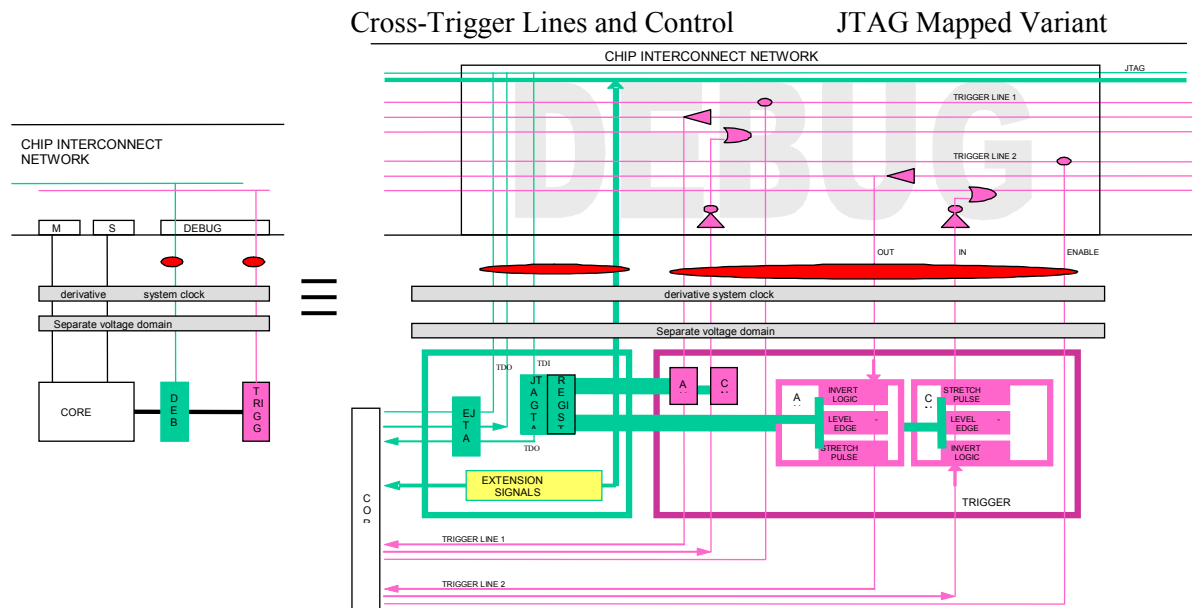 Cross-Trigger Lines and Control
JTAG Mapped Variant
CHIP INTERCONNECT NETWORK
JTAG
DEBUG
TRIGGER LINE 1
TRIGGER LINE 2
CHIP INTERCONNECT
NETWORK
M
S
DEBUG
OUT
IN
ENABLE
derivative system clock
Separate voltage domain
derivative system clock
Separate voltage domain
CORE
DEB
TRIGG
TDO
TDI
EJTA
JTAGTA
REGIST
TDO
EXTENSION
SIGNALS
INVERT
LOGIC
LEVEL -
EDGE
STRETCH
PULSE
STRETCH
PULSE
LEVEL -
EDGE
INVERT
LOGIC
TRIGGER
TRIGGER LINE 1
TRIGGER LINE 2